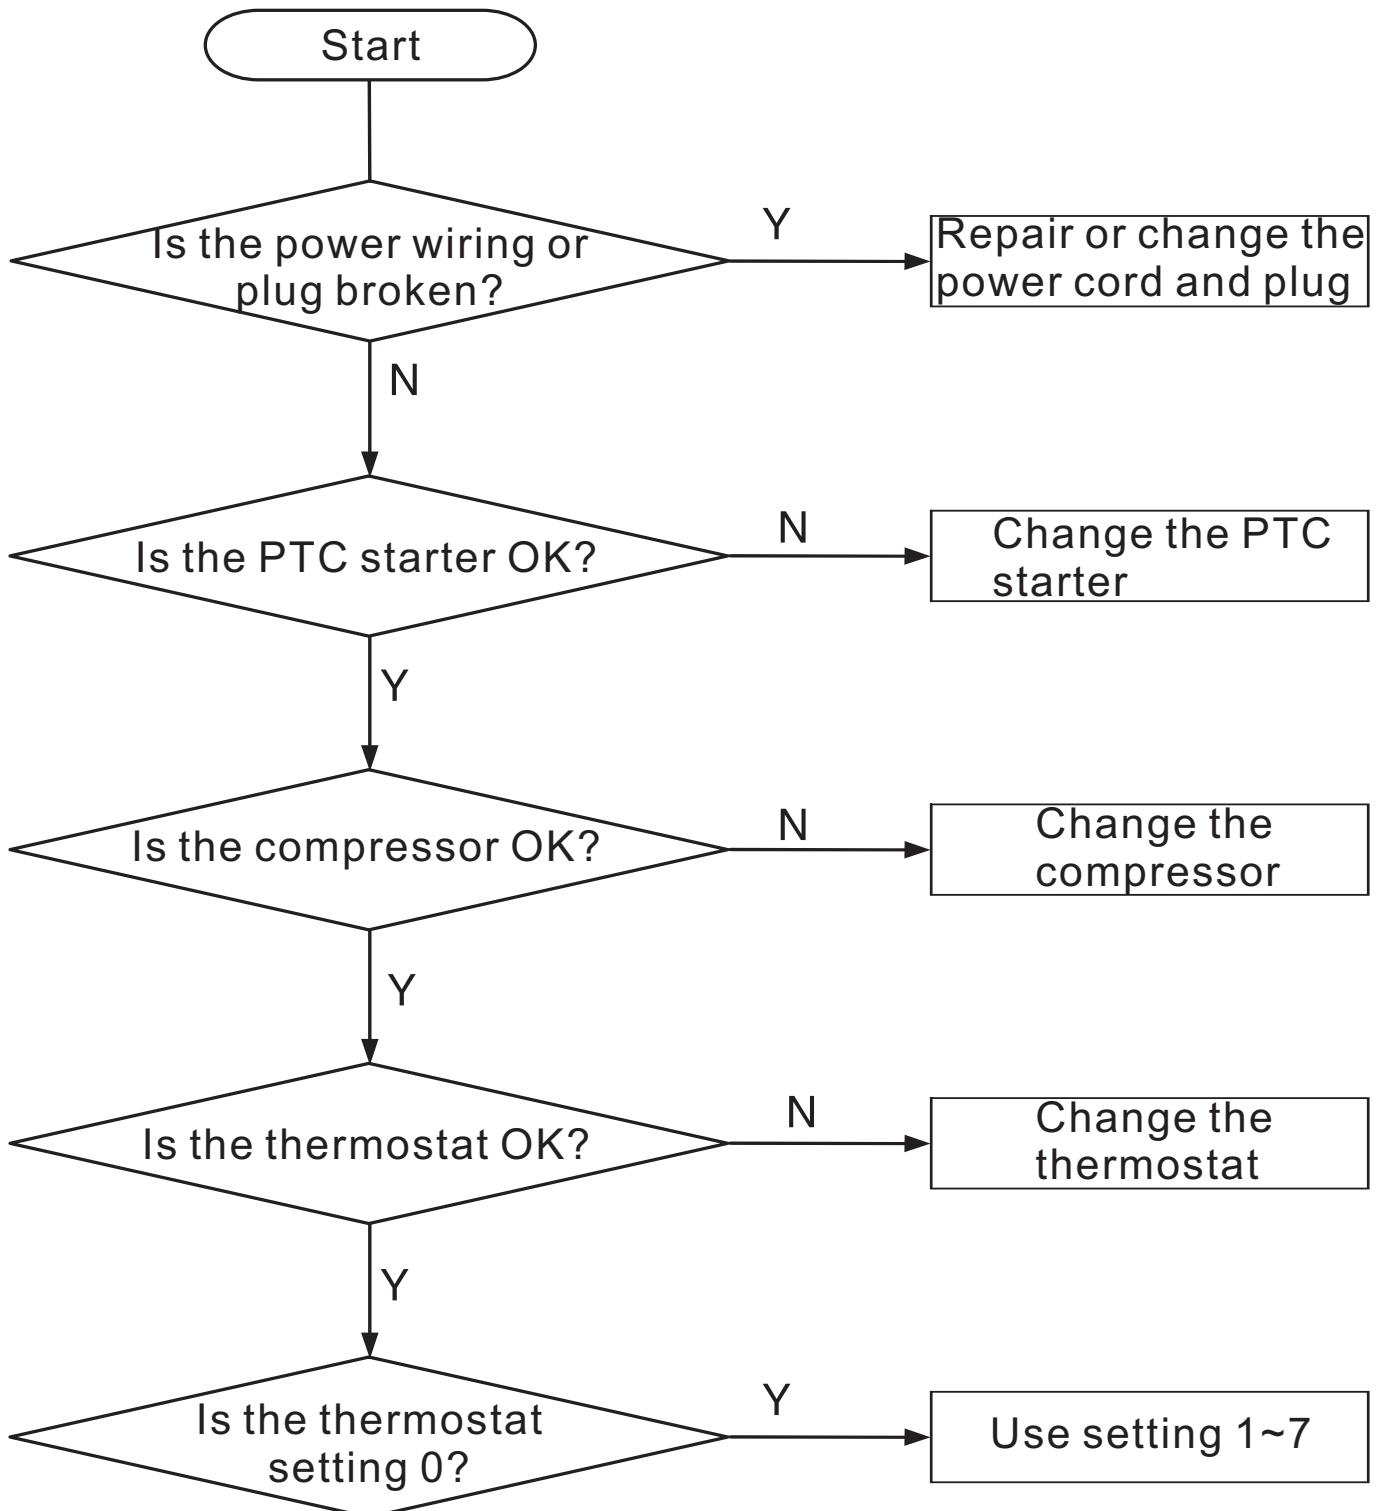 Start
Is the power wiring or
plug broken?
Y
Repair or change the
power cord and plug
N
Is the PTC starter OK?
N
Change the PTC
starter
Y
Is the compressor OK?
N
Change the
compressor
Y
Is the thermostat OK?
N
Change the
thermostat
Y
Is the thermostat
setting 0?
Y
Use setting 1~7